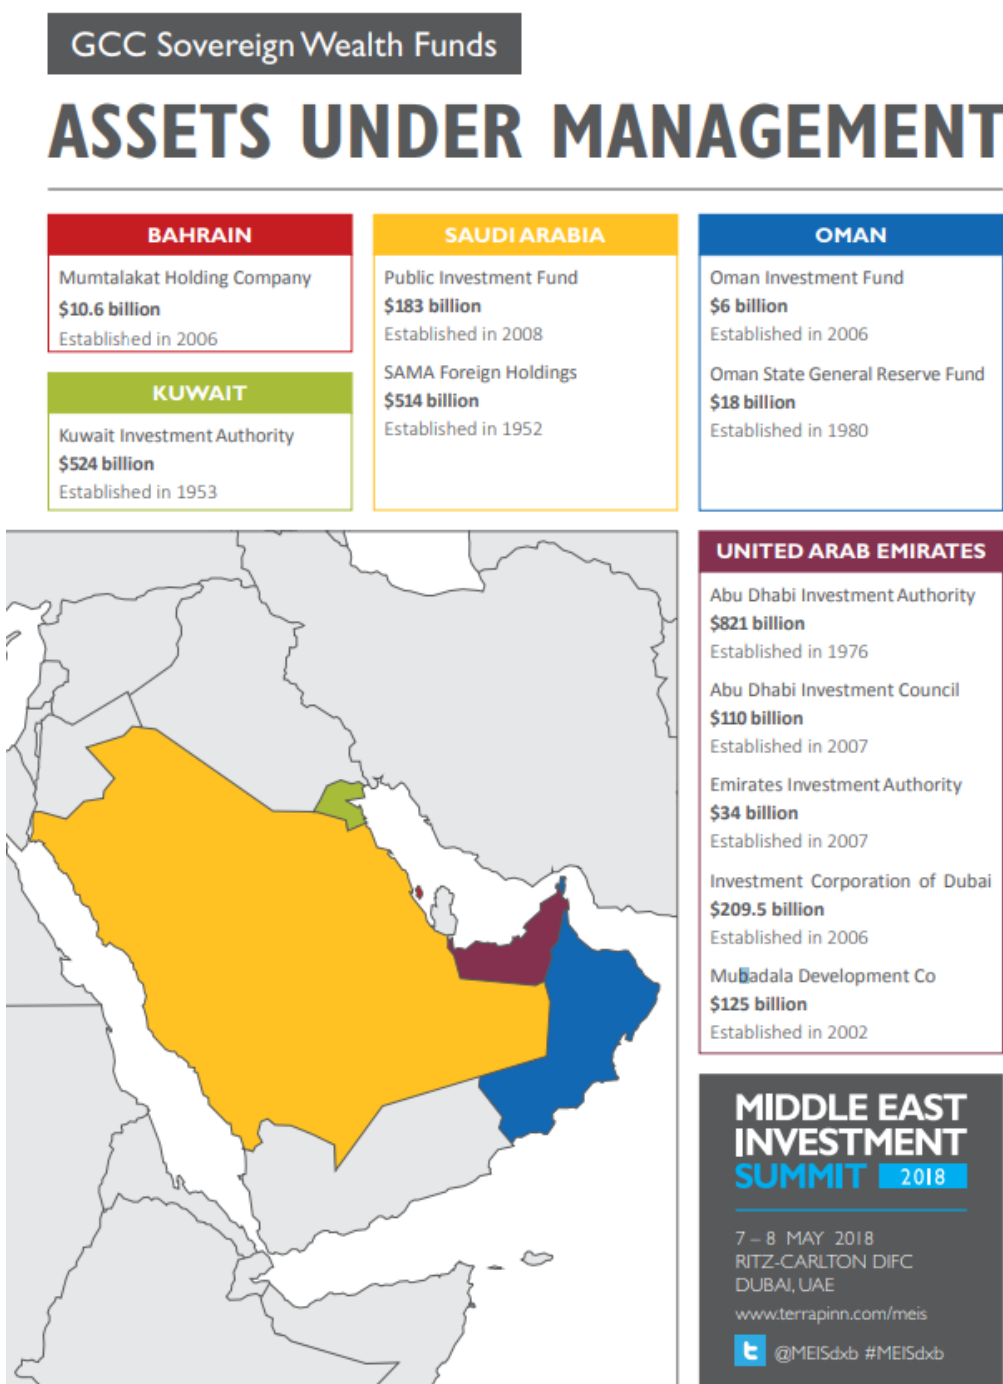 GCC Sovereign Wealth Funds
ASSETS UNDER MANAGEMENT
BAHRAIN
Mumtalakat Holding Company
$10.6 billion
Established in 2006
KUWAIT
Kuwait Investment Authority
$524 billion
Established in 1953
SAUDI ARABIA
Public Investment Fund
$183 billion
Established in 2008
SAMA Foreign Holdings
$514 billion
Established in 1952
OMAN
Oman Investment Fund
$6 billion
Established in 2006
Oman State General Reserve Fund
$18 billion
Established in 1980
UNITED ARAB EMIRATES
Abu Dhabi Investment Authority
$821 billion
Established in 1976
Abu Dhabi Investment Council
$110 billion
Established in 2007
Emirates Investment Authority
$34 billion
Established in 2007
Investment Corporation of Dubai
$209.5 billion
Established in 2006
Mubadala Development Co
$125 billion
Established in 2002
MIDDLE EAST
INVESTMENT
SUMMIT 2018
7 – 8 MAY 2018
RITZ-CARLTON DIFC
DUBAI, UAE
www.terrapinn.com/meis
@MEISdxb #MEISdxb